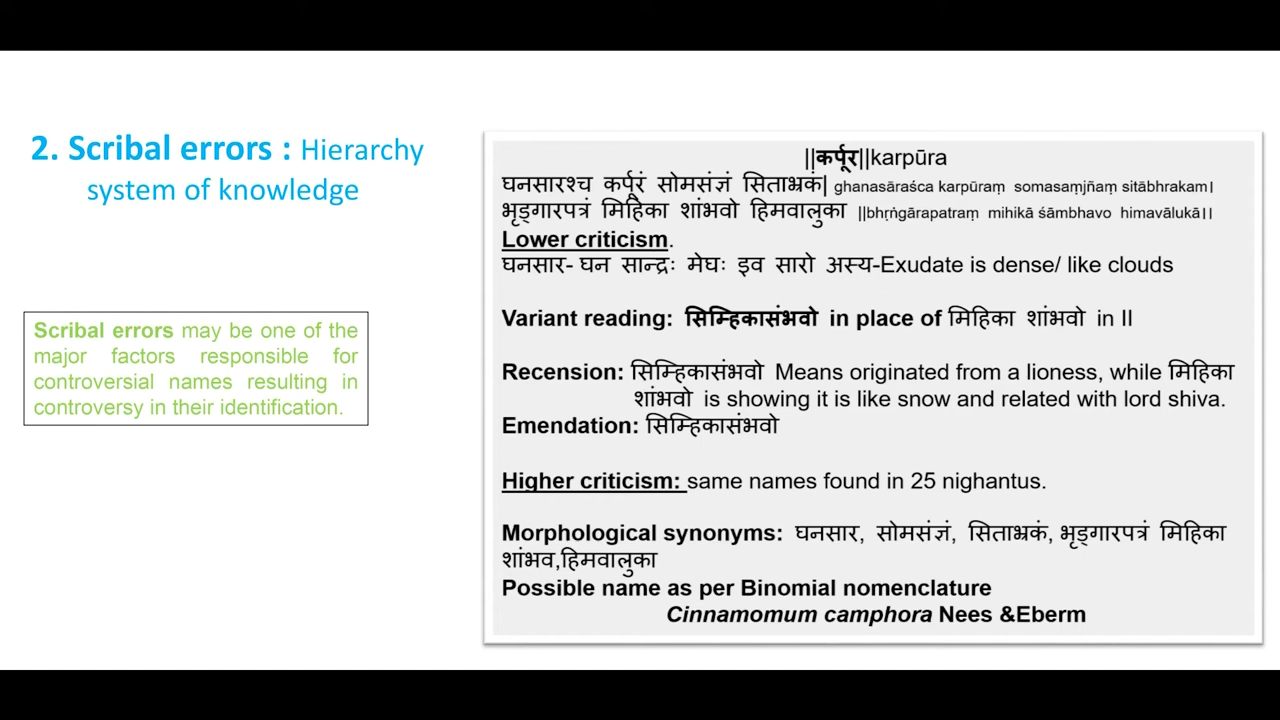 2. Scribal errors : Hierarchy
system of knowledge
Scribal errors may be one of the
major factors responsible for
controversial names resulting in
controversy in their identification.
||कर्पूर||karpūra
घनसारश्च कर्पूरं सोमसंज्ञं सिताभ्रकं| ghanasāraśca karpūraṃ somasaṃjñaṃ sitābhrakam।
भृङ्गारपत्रं मिहिका शांभवो हिमवालुका ||bhṛṅgārapatraṃ mihikā śāmbhavo himavālukā।।
Lower criticism.
घनसार- घन सान्द्रः मेघः इव सारो अस्य-Exudate is dense/ like clouds
Variant reading: सिम्हिकासंभवो in place of मिहिका शांभवो in II
Recension: सिम्हिकासंभवो Means originated from a lioness, while मिहिका
शांभवो is showing it is like snow and related with lord shiva.
Emendation: सिम्हिकासंभवो
Higher criticism: same names found in 25 nighantus.
Morphological synonyms: घनसार, सोमसंज्ञं, सिताभ्रकं, भृङ्गारपत्रं मिहिका
शांभव,हिमवालुका
Possible name as per Binomial nomenclature
Cinnamomum camphora Nees &Eberm